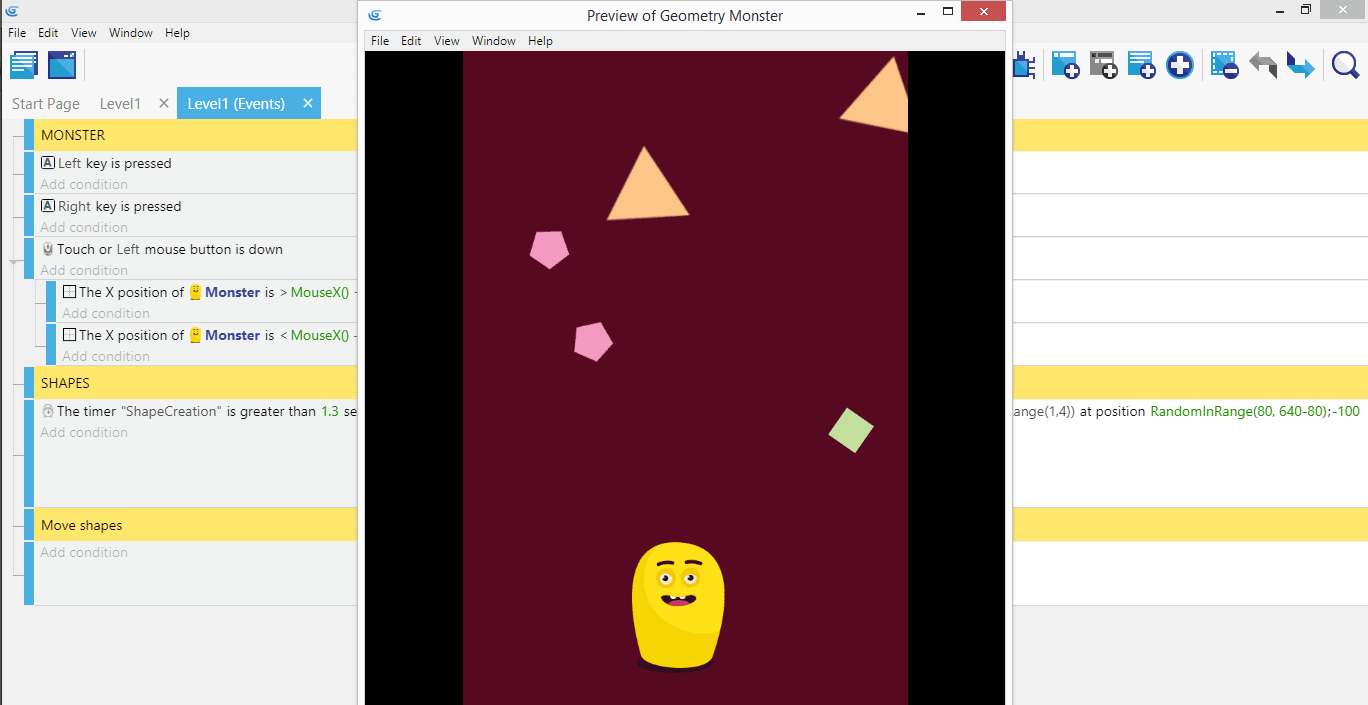 Preview of Geometry Monster
File Edit View Window Help
File Edit View Window Help
Start Page Level1 Level1 (Events)
MONSTER
Left key is pressed
Add condition
Right key is pressed
Add condition
Touch or Left mouse button is down
Add condition
The X position of Monster is > MouseX() -
Add condition
The X position of Monster is < MouseX() -
Add condition
SHAPES
The timer "ShapeCreation" is greater than 1.3 se
ange(1,4)) at position RandomInRange(80, 640-80);-100
Add condition
Move shapes
Add condition